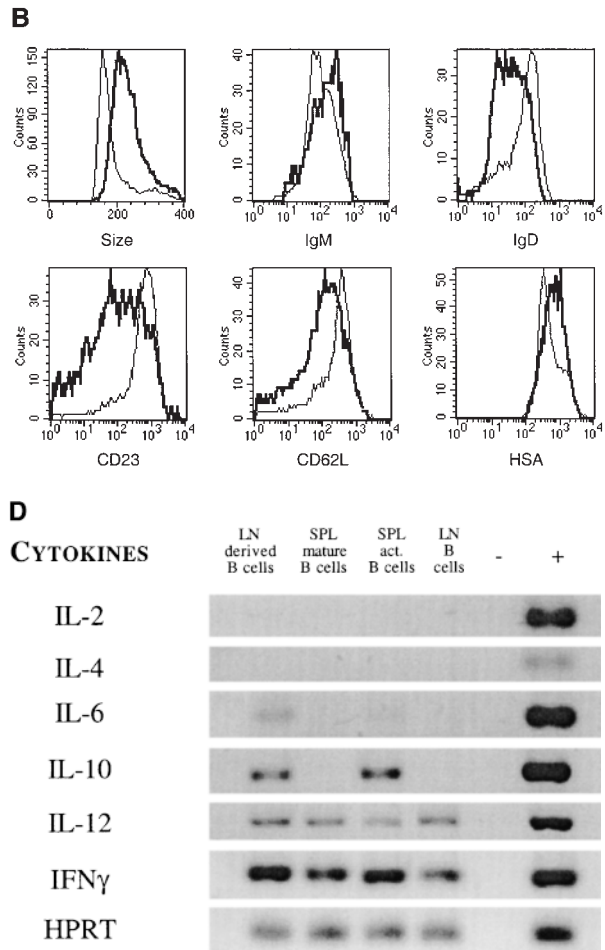 B
150
120
90
60
30
0
Counts
0 200 400
Size
40
30
20
10
0
Counts
10^0 10^1 10^2 10^3 10^4
IgM
40
30
20
10
0
Counts
10^0 10^1 10^2 10^3 10^4
IgD
30
20
10
0
Counts
10^0 10^1 10^2 10^3 10^4
CD23
30
20
10
0
Counts
10^0 10^1 10^2 10^3 10^4
CD62L
50
40
30
20
10
0
Counts
10^0 10^1 10^2 10^3 10^4
HSA
D
CYTOKINES
LN derived B cells
SPL mature B cells
SPL act. B cells
LN B cells
- +
IL-2
IL-4
IL-6
IL-10
IL-12
IFNγ
HPRT